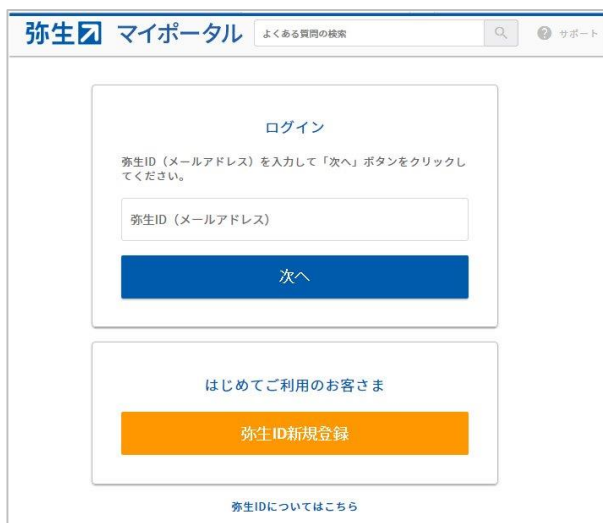 弥生 マイポータル よくある質問の検索 サポート
ログイン
弥生ID（メールアドレス）を入力して「次へ」ボタンをクリックし
てください。
弥生ID（メールアドレス）
次へ
はじめてご利用のお客さま
弥生ID新規登録
弥生IDについてはこちら